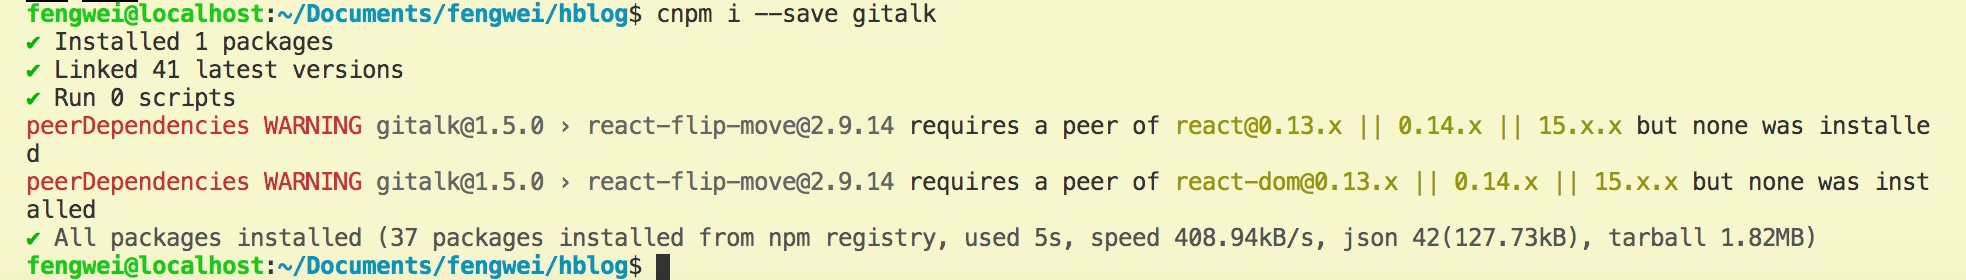 fengwei@localhost:~/Documents/fengwei/hblog$ cnpm i --save gitalk
✔ Installed 1 packages
✔ Linked 41 latest versions
✔ Run 0 scripts
peerDependencies WARNING gitalk@1.5.0 › react-flip-move@2.9.14 requires a peer of react@0.13.x || 0.14.x || 15.x.x but none was installe
d
peerDependencies WARNING gitalk@1.5.0 › react-flip-move@2.9.14 requires a peer of react-dom@0.13.x || 0.14.x || 15.x.x but none was inst
alled
✔ All packages installed (37 packages installed from npm registry, used 5s, speed 408.94kB/s, json 42(127.73kB), tarball 1.82MB)
fengwei@localhost:~/Documents/fengwei/hblog$